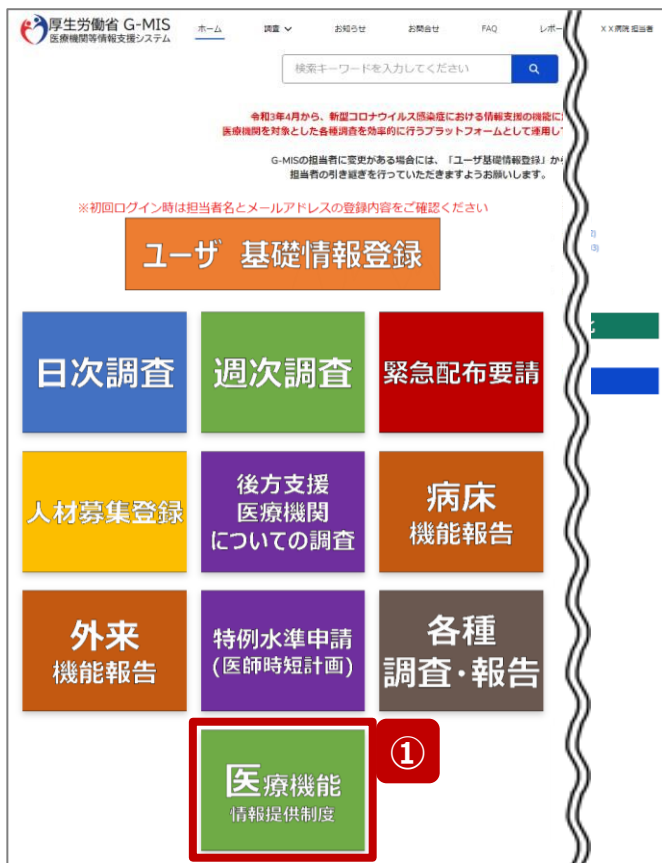 厚生労働省 G-MIS
医療機関等情報支援システム
ホーム 調査 お知らせ お問合せ FAQ レポー XX病院 担当者
検索キーワードを入力してください
令和3年4月から、新型コロナウイルス感染症における情報支援の機能に
医療機関を対象とした各種調査を効率的に行うプラットフォームとして運用し
G-MISの担当者に変更がある場合には、「ユーザ基礎情報登録」か
担当者の引き継ぎを行っていただきますようお願いします。
※初回ログイン時は担当者名とメールアドレスの登録内容をご確認ください
ユーザ 基礎情報登録
日次調査
週次調査
緊急配布要請
人材募集登録
後方支援
医療機関
についての調査
病床
機能報告
外来
機能報告
特例水準申請
(医師時短計画)
各種
調査・報告
①
医療機能
情報提供制度